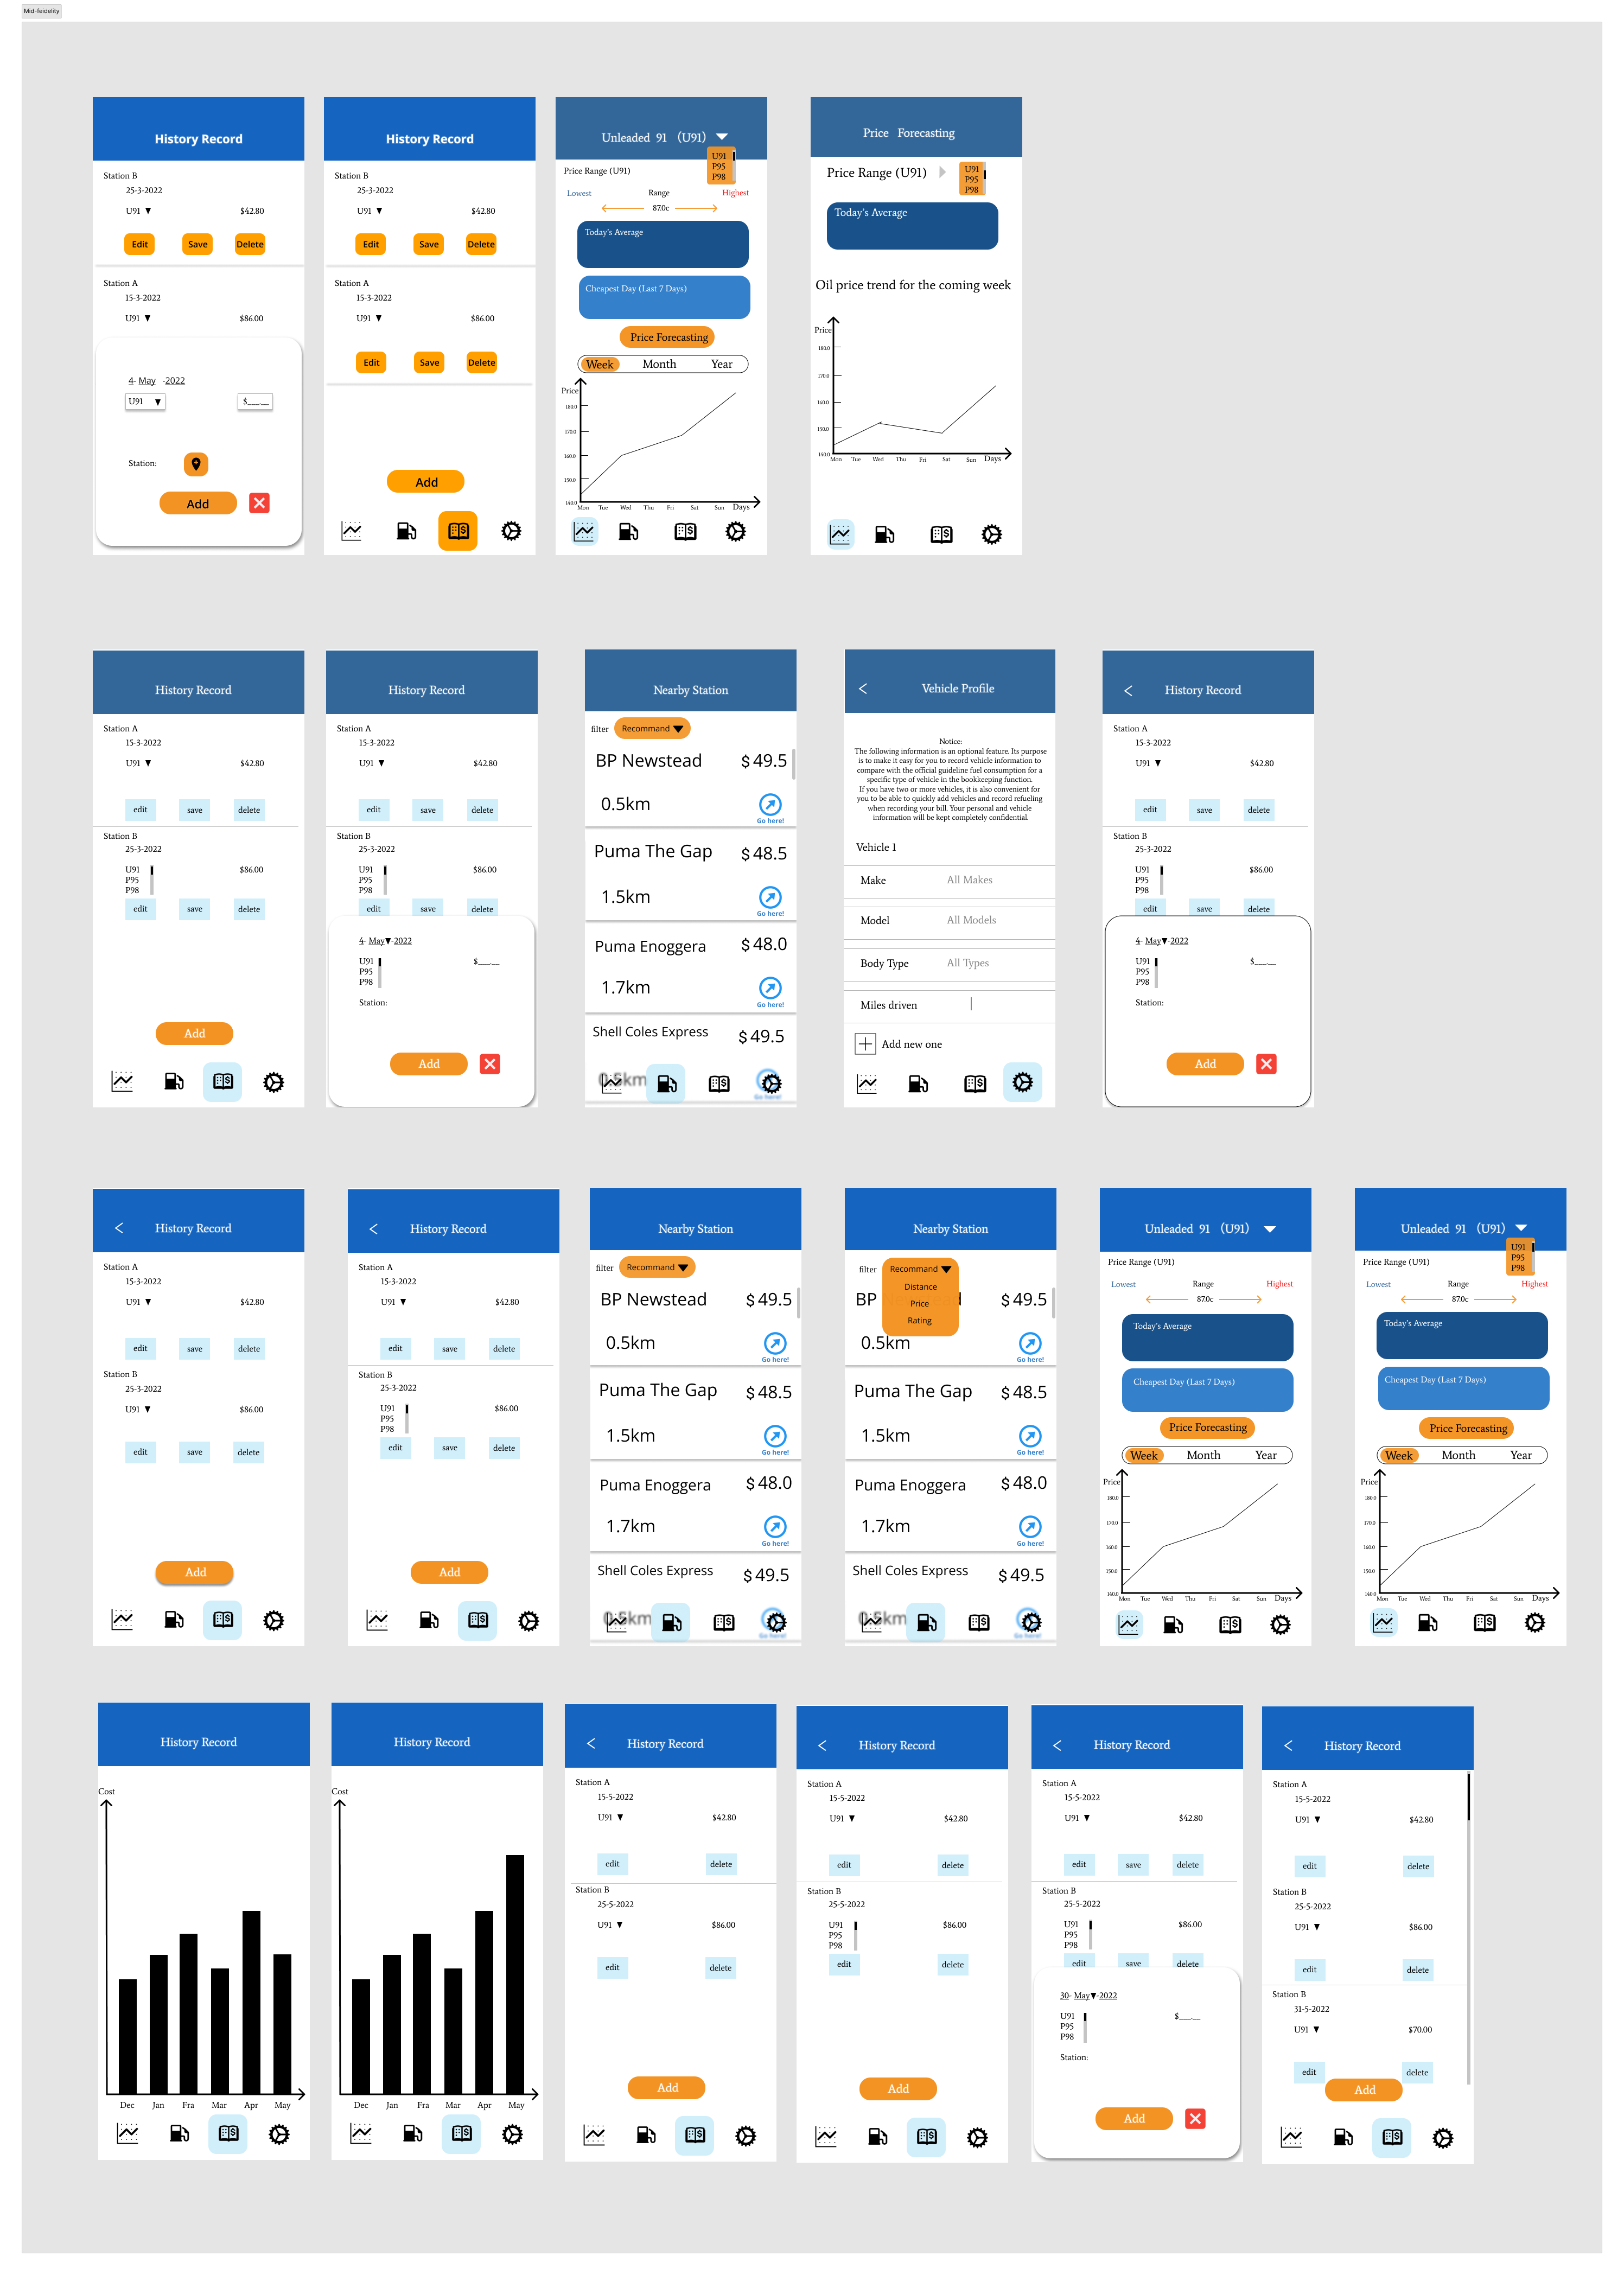 Mid-feidelity
History Record
Station B
25-3-2022
U91 ▼ $42.80
Edit Save Delete
Station A
15-3-2022
U91 ▼ $86.00
4- May -2022
U91 ▼ $__.__
Station:
Add
History Record
Station B
25-3-2022
U91 ▼ $42.80
Edit Save Delete
Station A
15-3-2022
U91 ▼ $86.00
Edit Save Delete
Add
Unleaded 91 (U91)
U91
P95
P98
Price Range (U91)
Lowest Range Highest
87.0c
Today's Average
Cheapest Day (Last 7 Days)
Price Forecasting
Week Month Year
Price
180.0
170.0
160.0
150.0
140.0
Mon Tue Wed Thu Fri Sat Sun Days
Price Forecasting
Price Range (U91)
U91
P95
P98
Today's Average
Oil price trend for the coming week
Price
180.0
170.0
160.0
150.0
140.0
Mon Tue Wed Thu Fri Sat Sun Days
History Record
Station A
15-3-2022
U91 ▼ $42.80
edit save delete
Station B
25-3-2022
U91 $86.00
P95
P98
edit save delete
Add
History Record
Station A
15-3-2022
U91 ▼ $42.80
edit save delete
Station B
25-3-2022
U91 $86.00
P95
P98
edit save delete
4- May▼-2022
U91 $__.__
P95
P98
Station:
Add
Nearby Station
filter Recommand
BP Newstead $49.5
0.5km
Go here!
Puma The Gap $48.5
1.5km
Go here!
Puma Enoggera $48.0
1.7km
Go here!
Shell Coles Express $49.5
0.5km
Go here!
Vehicle Profile
Notice:
The following information is an optional feature. Its purpose
is to make it easy for you to record vehicle information to
compare with the official guideline fuel consumption for a
specific type of vehicle in the bookkeeping function.
If you have two or more vehicles, it is also convenient for
you to be able to quickly add vehicles and record refueling
when recording your bill. Your personal and vehicle
information will be kept completely confidential.
Vehicle 1
Make All Makes
Model All Models
Body Type All Types
Miles driven
Add new one
History Record
Station A
15-3-2022
U91 ▼ $42.80
edit save delete
Station B
25-3-2022
U91 $86.00
P95
P98
edit save delete
4- May▼-2022
U91 $__.__
P95
P98
Station:
Add
History Record
Station A
15-3-2022
U91 ▼ $42.80
edit save delete
Station B
25-3-2022
U91 ▼ $86.00
edit save delete
Add
History Record
Station A
15-3-2022
U91 ▼ $42.80
edit save delete
Station B
25-3-2022
U91 $86.00
P95
P98
edit save delete
Add
Nearby Station
filter Recommand
BP Newstead $49.5
0.5km
Go here!
Puma The Gap $48.5
1.5km
Go here!
Puma Enoggera $48.0
1.7km
Go here!
Shell Coles Express $49.5
0.5km
Go here!
Nearby Station
filter Recommand
Distance
Price
Rating
BP Newstead $49.5
0.5km
Go here!
Puma The Gap $48.5
1.5km
Go here!
Puma Enoggera $48.0
1.7km
Go here!
Shell Coles Express $49.5
0.5km
Go here!
Unleaded 91 (U91)
Price Range (U91)
Lowest Range Highest
87.0c
Today's Average
Cheapest Day (Last 7 Days)
Price Forecasting
Week Month Year
Price
180.0
170.0
160.0
150.0
140.0
Mon Tue Wed Thu Fri Sat Sun Days
Unleaded 91 (U91)
U91
P95
P98
Price Range (U91)
Lowest Range Highest
87.0c
Today's Average
Cheapest Day (Last 7 Days)
Price Forecasting
Week Month Year
Price
180.0
170.0
160.0
150.0
140.0
Mon Tue Wed Thu Fri Sat Sun Days
History Record
Cost
Dec Jan Fra Mar Apr May
History Record
Cost
Dec Jan Fra Mar Apr May
History Record
Station A
15-5-2022
U91 ▼ $42.80
edit delete
Station B
25-5-2022
U91 ▼ $86.00
edit delete
Add
History Record
Station A
15-5-2022
U91 ▼ $42.80
edit delete
Station B
25-5-2022
U91 $86.00
P95
P98
edit delete
Add
History Record
Station A
15-5-2022
U91 ▼ $42.80
edit save delete
Station B
25-5-2022
U91 $86.00
P95
P98
edit save delete
30- May▼-2022
U91 $__.__
P95
P98
Station:
Add
History Record
Station A
15-5-2022
U91 ▼ $42.80
edit delete
Station B
25-5-2022
U91 ▼ $86.00
edit delete
Station B
31-5-2022
U91 ▼ $70.00
edit delete
Add